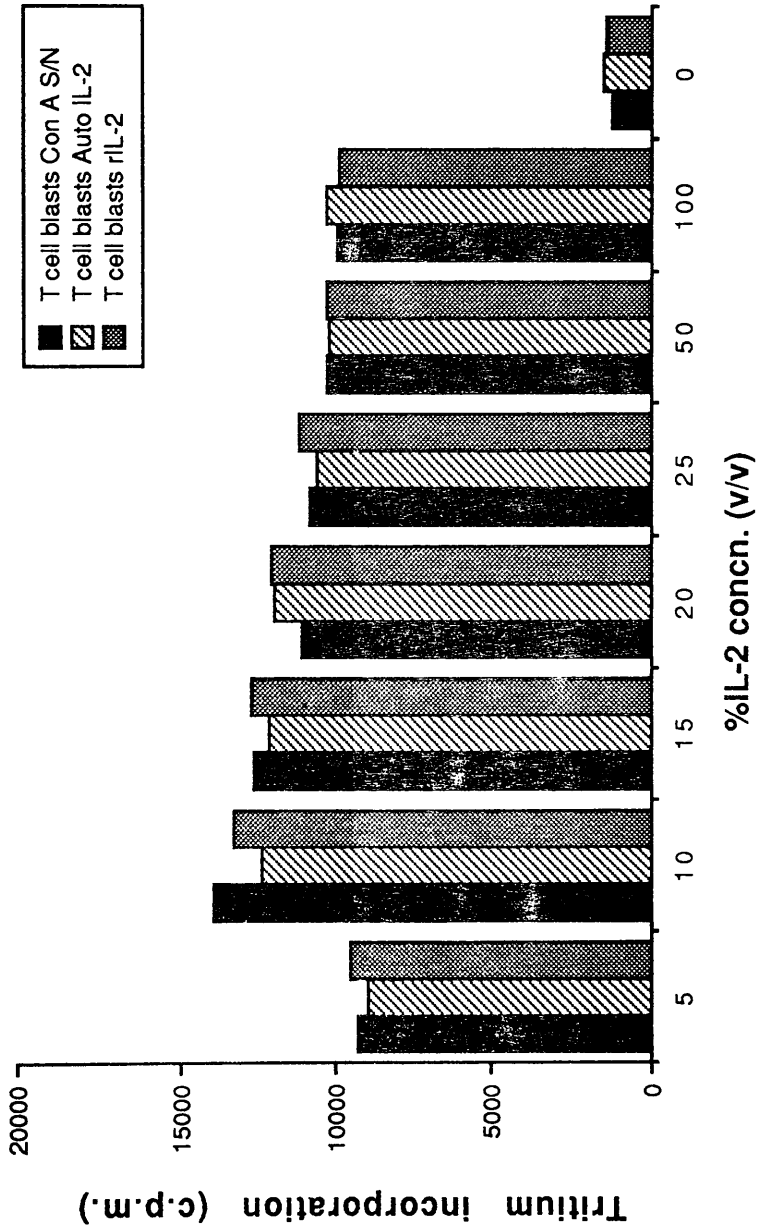 T cell blasts Con A S/N
T cell blasts Auto IL-2
T cell blasts rIL-2
Tritium incorporation (c.p.m.)
20000
15000
10000
5000
0
5
10
15
20
25
50
100
0
%IL-2 concn. (v/v)